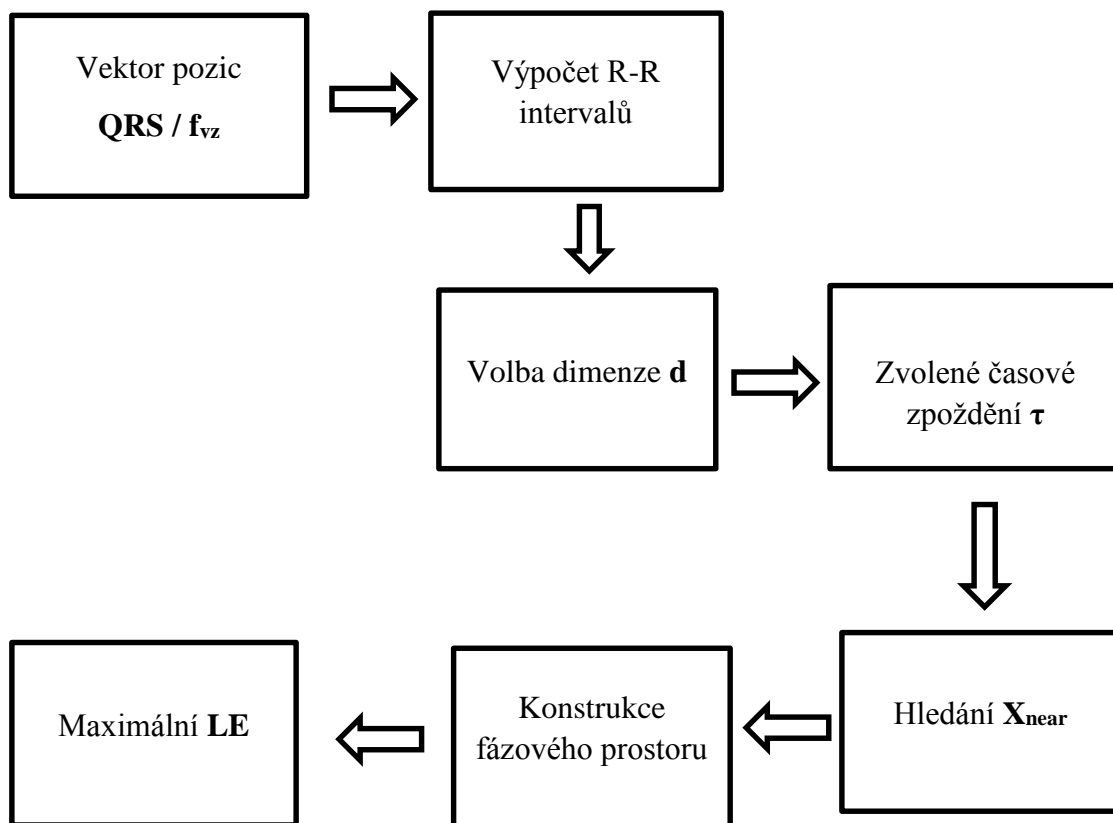 Vektor pozic
QRS / fvz
Výpočet R-R
intervalů
Volba dimenze d
Zvolené časové
zpoždění τ
Hledání Xnear
Konstrukce
fázového prostoru
Maximální LE